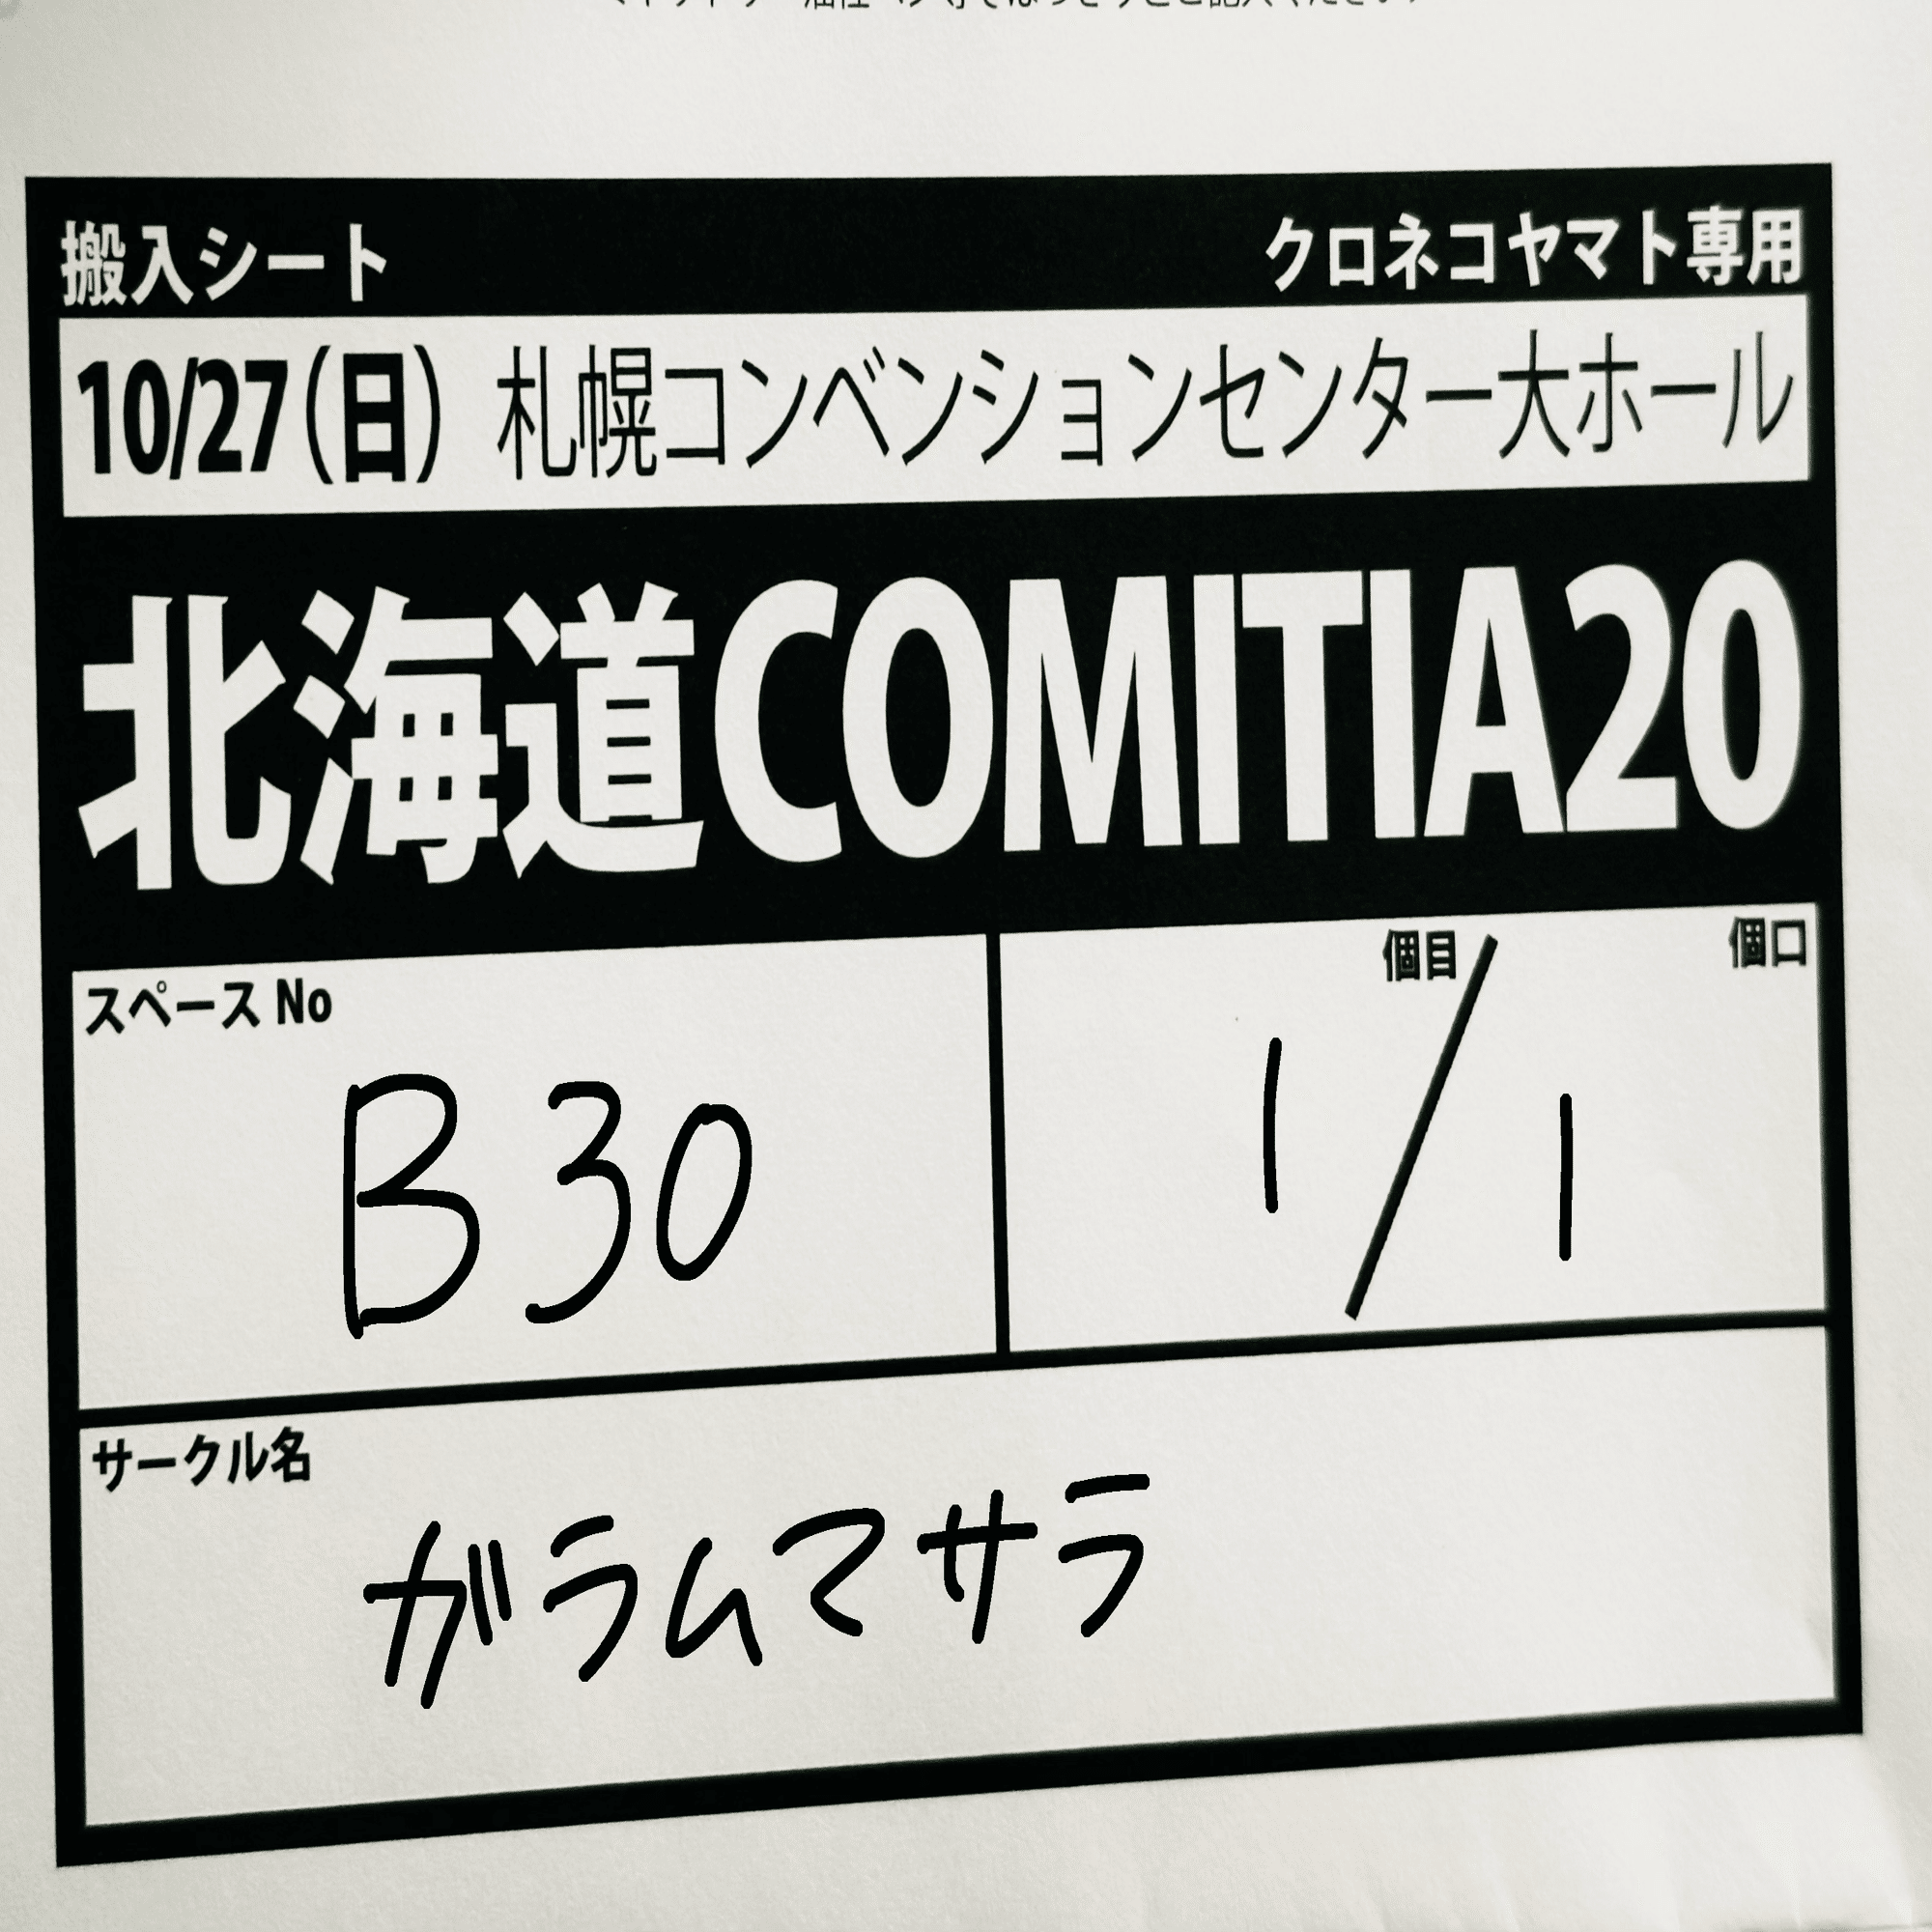 搬入シート クロネコヤマト専用
10/27(日) 札幌コンベンションセンター大ホール
北海道COMITIA20
スペース No 個目 個口
B30 1/1
サークル名
ガラムマサラ